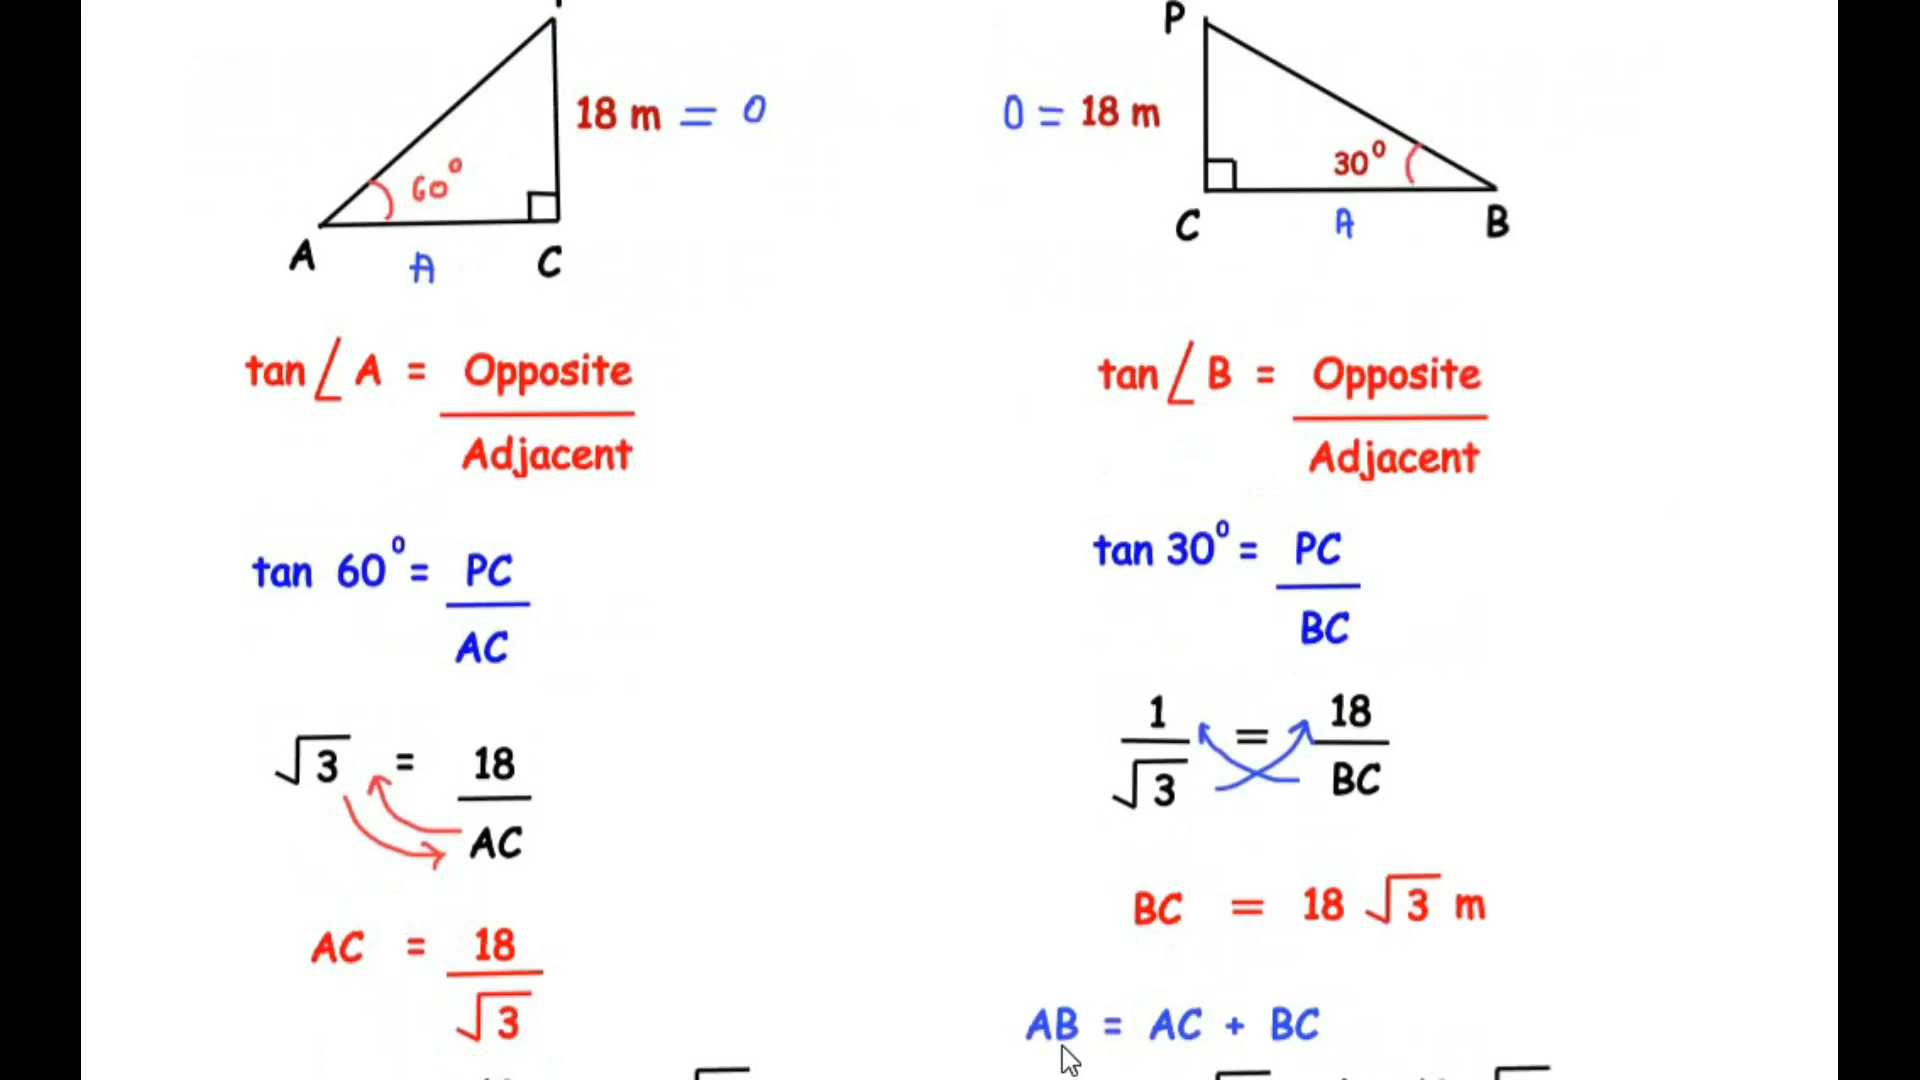 P
18 m = O
60°
A
A
C
tan∠A = Opposite
Adjacent
tan 60° = PC
AC
√3 = 18
AC
AC = 18
√3
O = 18 m
30°
C
A
B
tan∠B = Opposite
Adjacent
tan 30° = PC
BC
1 = 18
√3 BC
BC = 18 √3 m
AB = AC + BC